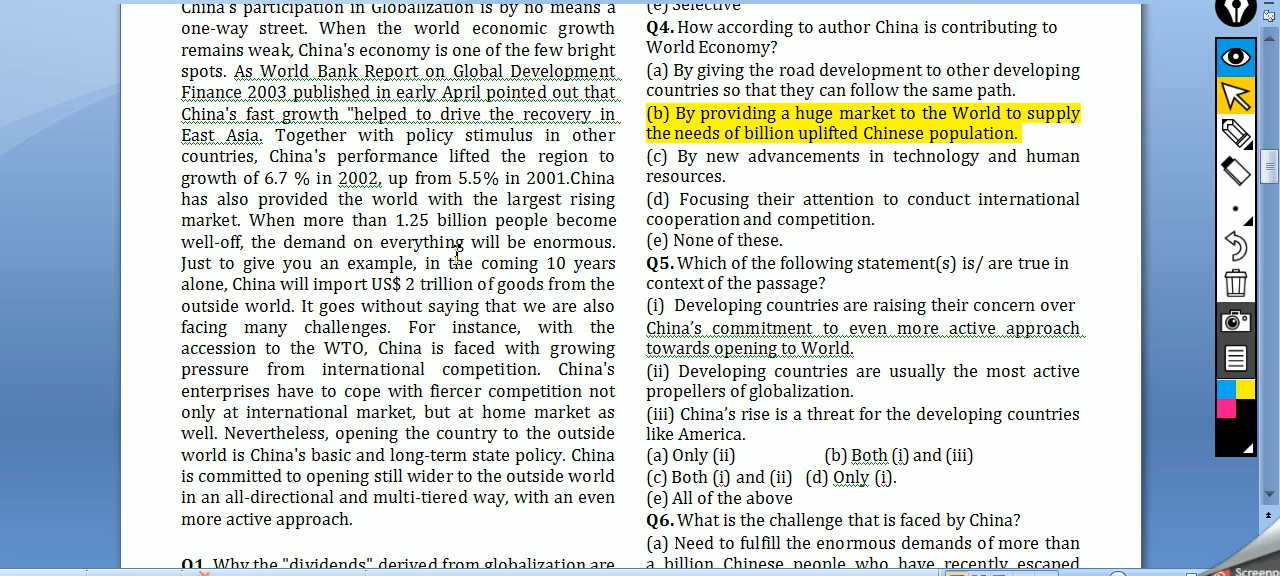 China's participation in Globalization is by no means a
one-way street. When the world economic growth
remains weak, China's economy is one of the few bright
spots. As World Bank Report on Global Development
Finance 2003 published in early April pointed out that
China's fast growth "helped to drive the recovery in
East Asia. Together with policy stimulus in other
countries, China's performance lifted the region to
growth of 6.7 % in 2002, up from 5.5% in 2001.China
has also provided the world with the largest rising
market. When more than 1.25 billion people become
well-off, the demand on everything will be enormous.
Just to give you an example, in the coming 10 years
alone, China will import US$ 2 trillion of goods from the
outside world. It goes without saying that we are also
facing many challenges. For instance, with the
accession to the WTO, China is faced with growing
pressure from international competition. China's
enterprises have to cope with fiercer competition not
only at international market, but at home market as
well. Nevertheless, opening the country to the outside
world is China's basic and long-term state policy. China
is committed to opening still wider to the outside world
in an all-directional and multi-tiered way, with an even
more active approach.
Q1. Why the "dividends" derived from globalization are
(e) Selective
Q4. How according to author China is contributing to
World Economy?
(a) By giving the road development to other developing
countries so that they can follow the same path.
(b) By providing a huge market to the World to supply
the needs of billion uplifted Chinese population.
(c) By new advancements in technology and human
resources.
(d) Focusing their attention to conduct international
cooperation and competition.
(e) None of these.
Q5. Which of the following statement(s) is/ are true in
context of the passage?
(i) Developing countries are raising their concern over
China’s commitment to even more active approach
towards opening to World.
(ii) Developing countries are usually the most active
propellers of globalization.
(iii) China’s rise is a threat for the developing countries
like America.
(a) Only (ii) (b) Both (i) and (iii)
(c) Both (i) and (ii) (d) Only (i).
(e) All of the above
Q6. What is the challenge that is faced by China?
(a) Need to fulfill the enormous demands of more than
a billion Chinese people who have recently escaped